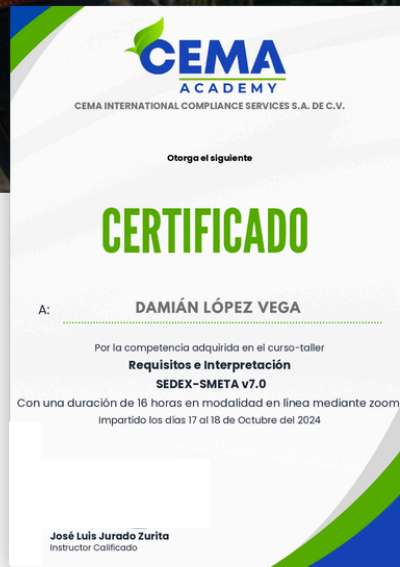 CEMA
ACADEMY
CEMA INTERNATIONAL COMPLIANCE SERVICES S.A. DE C.V.
Otorga el siguiente
CERTIFICADO
A: DAMIÁN LÓPEZ VEGA
Por la competencia adquirida en el curso-taller
Requisitos e Interpretación
SEDEX-SMETA v7.0
Con una duración de 16 horas en modalidad en línea mediante zoom
Impartido los días 17 al 18 de Octubre del 2024
José Luis Jurado Zurita
Instructor Calificado